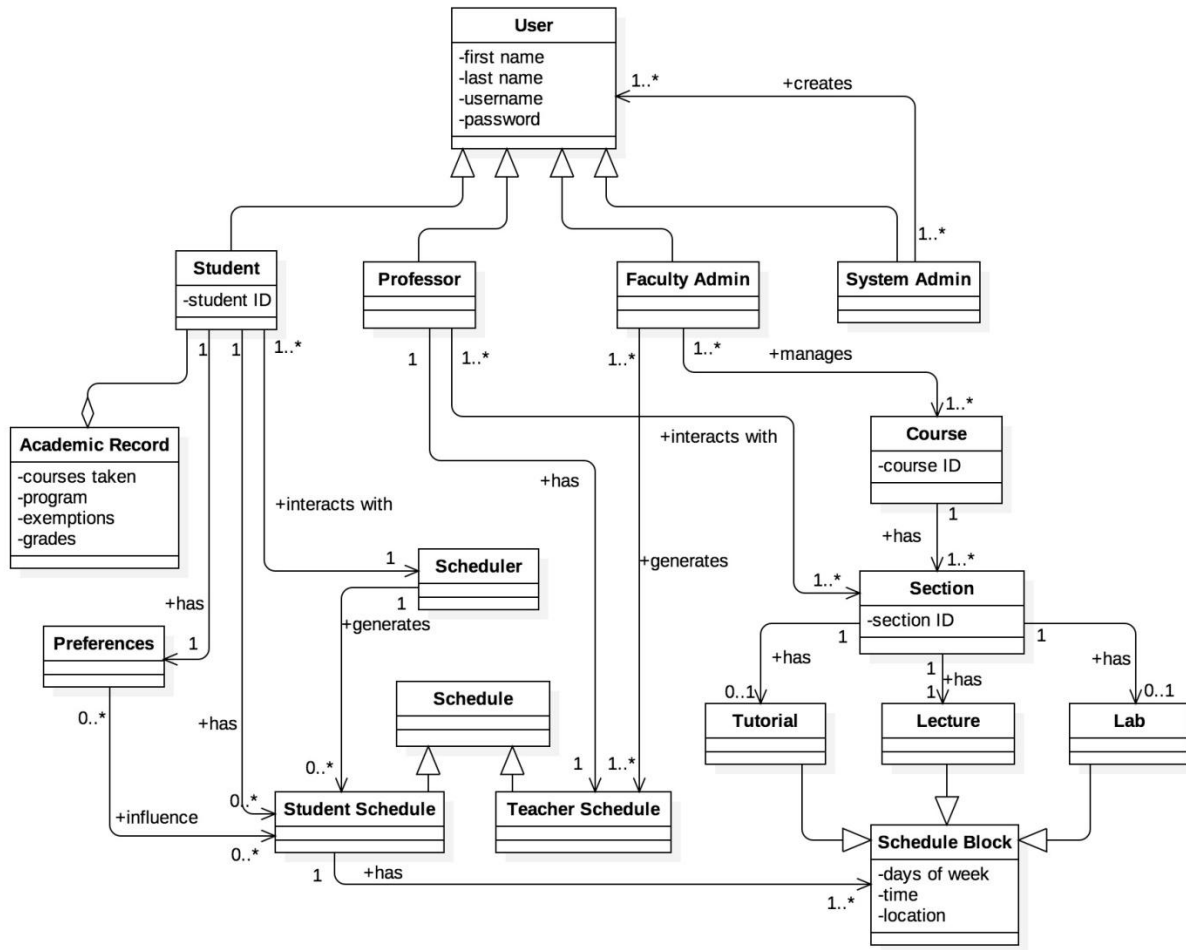 User
-first name
-last name
-username
-password
1..*
+creates
1..*
Student
-student ID
Professor
Faculty Admin
System Admin
1
1
1..*
1
1..*
1..*
1..*
+manages
1..*
Academic Record
-courses taken
-program
-exemptions
-grades
+interacts with
Course
-course ID
+has
+interacts with
1
+has
1..*
1
Scheduler
+generates
1..*
Section
-section ID
1
+generates
+has
Preferences
1
1
1
1
+has
+has
+has
0..*
Schedule
0..1
1
0..1
Tutorial
Lecture
Lab
+has
0..*
1
1..*
0..*
Student Schedule
Teacher Schedule
+influence
0..*
Schedule Block
-days of week
-time
-location
1
+has
1..*